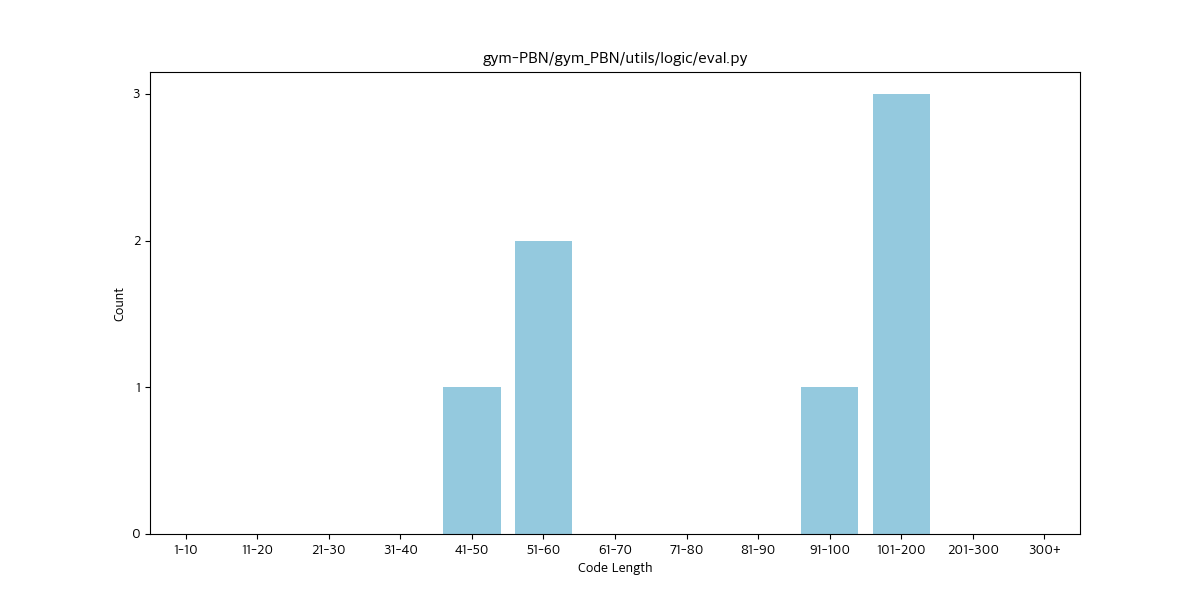 gym-PBN/gym_PBN/utils/logic/eval.py
3
2
1
0
Count
1-10 11-20 21-30 31-40 41-50 51-60 61-70 71-80 81-90 91-100 101-200 201-300 300+
Code Length